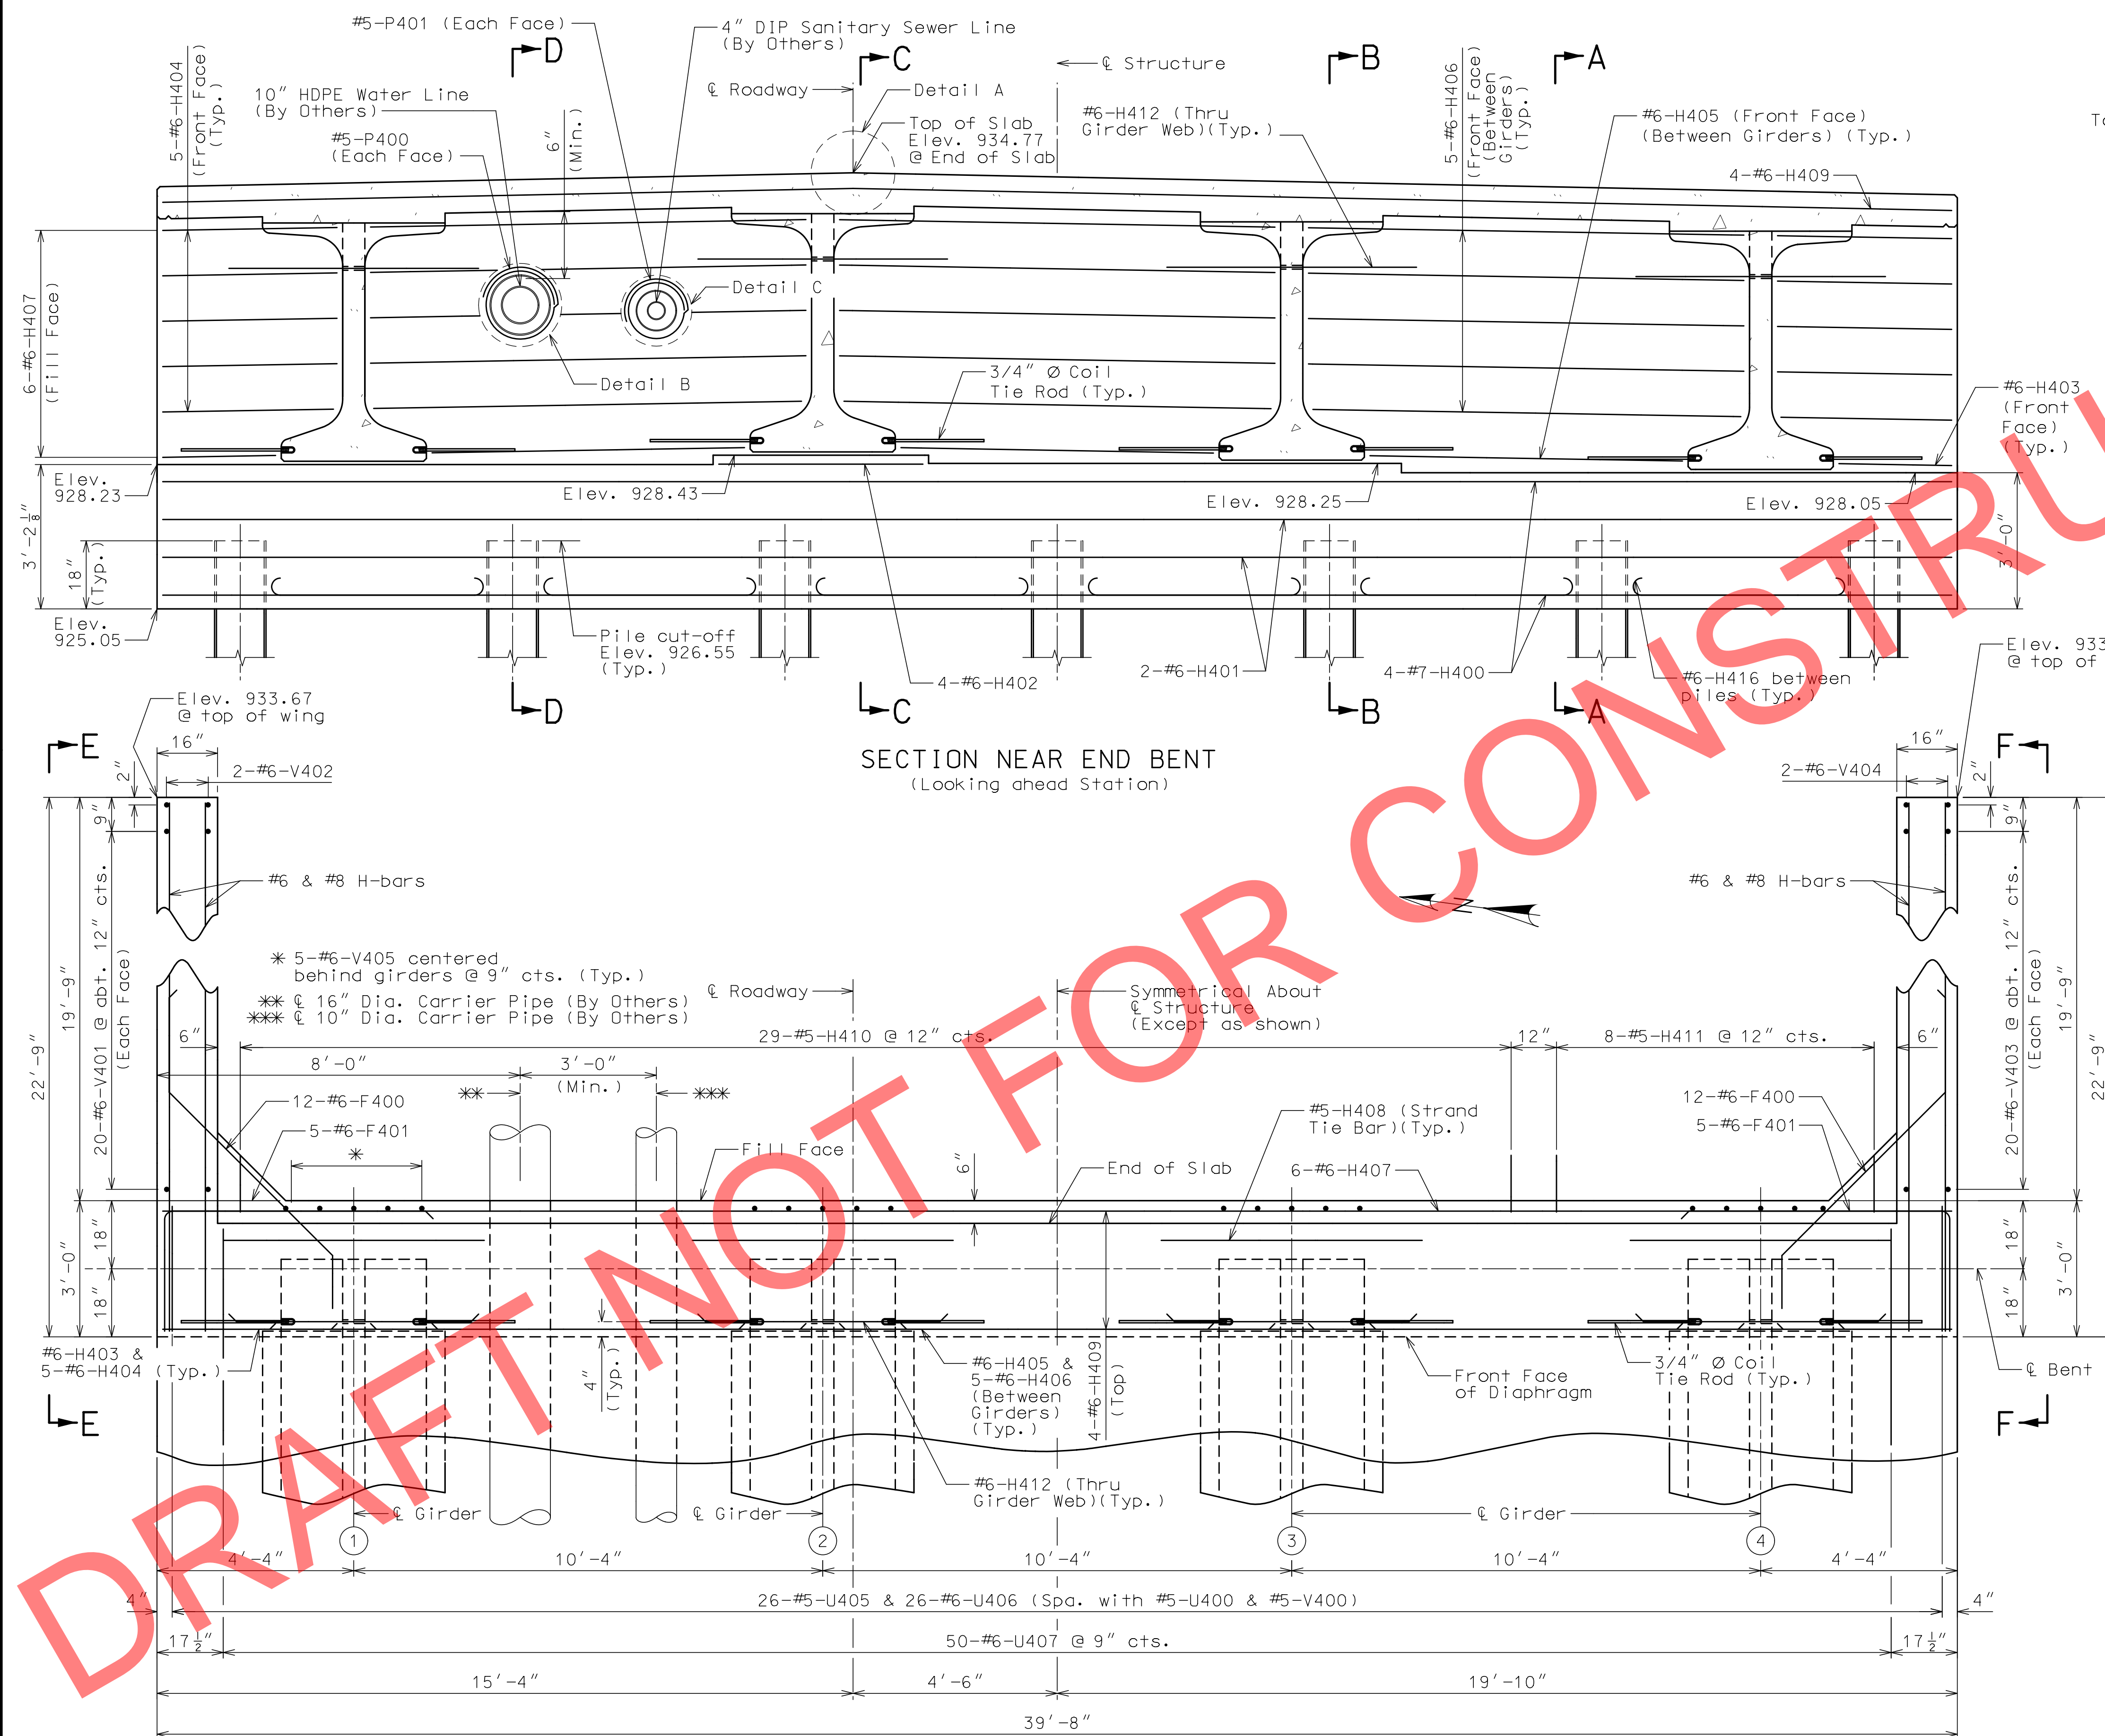 #5-P401 (Each Face)
4" DIP Sanitary Sewer Line
(By Others)
D
C
B
A
℄ Structure
℄ Roadway
Detail A
5-#6-H404
(Front Face)
(Typ.)
10" HDPE Water Line
(By Others)
#5-P400
(Each Face)
6"
(Min.)
Top of Slab
Elev. 934.77
@ End of Slab
#6-H412 (Thru
Girder Web)(Typ.)
5-#6-H406
(Front Face)
(Between
Girders)
(Typ.)
#6-H405 (Front Face)
(Between Girders) (Typ.)
4-#6-H409
6-#6-H407
(Fill Face)
Detail C
Detail B
3/4" Ø Coil
Tie Rod (Typ.)
#6-H403
(Front
Face)
(Typ.)
Elev.
928.23
Elev. 928.43
Elev. 928.25
Elev. 928.05
3'-2 1/8"
18"
(Typ.)
3'-0"
Elev.
925.05
Pile cut-off
Elev. 926.55
(Typ.)
4-#6-H402
2-#6-H401
4-#7-H400
#6-H416 between
piles (Typ.)
Elev. 933
@ top of
D
C
B
A
SECTION NEAR END BENT
(Looking ahead Station)
Elev. 933.67
@ top of wing
E
F
16"
2"
2-#6-V402
9"
#6 & #8 H-bars
16"
2-#6-V404
2"
9"
#6 & #8 H-bars
22'-9"
19'-9"
20-#6-V401 @ abt. 12" cts.
(Each Face)
20-#6-V403 @ abt. 12" cts.
(Each Face)
19'-9"
22'-9"
* 5-#6-V405 centered
behind girders @ 9" cts. (Typ.)
** ℄ 16" Dia. Carrier Pipe (By Others)
*** ℄ 10" Dia. Carrier Pipe (By Others)
℄ Roadway
Symmetrical About
℄ Structure
(Except as shown)
6"
29-#5-H410 @ 12" cts.
12"
8-#5-H411 @ 12" cts.
6"
8'-0"
3'-0"
(Min.)
**
***
12-#6-F400
5-#6-F401
*
Fill Face
6"
End of Slab
#5-H408 (Strand
Tie Bar)(Typ.)
6-#6-H407
12-#6-F400
5-#6-F401
3'-0"
18"
18"
18"
18"
3'-0"
#6-H403 &
5-#6-H404 (Typ.)
4"
(Typ.)
#6-H405 &
5-#6-H406
(Between
Girders)
(Typ.)
4-#6-H409
(Top)
Front Face
of Diaphragm
3/4" Ø Coil
Tie Rod (Typ.)
℄ Bent
E
F
#6-H412 (Thru
Girder Web)(Typ.)
℄ Girder
℄ Girder
℄ Girder
1
2
3
4
4'-4"
10'-4"
10'-4"
10'-4"
4'-4"
4"
26-#5-U405 & 26-#6-U406 (Spa. with #5-U400 & #5-V400)
4"
17 1/2"
50-#6-U407 @ 9" cts.
17 1/2"
15'-4"
4'-6"
19'-10"
39'-8"
DRAFT NOT FOR CONSTRU